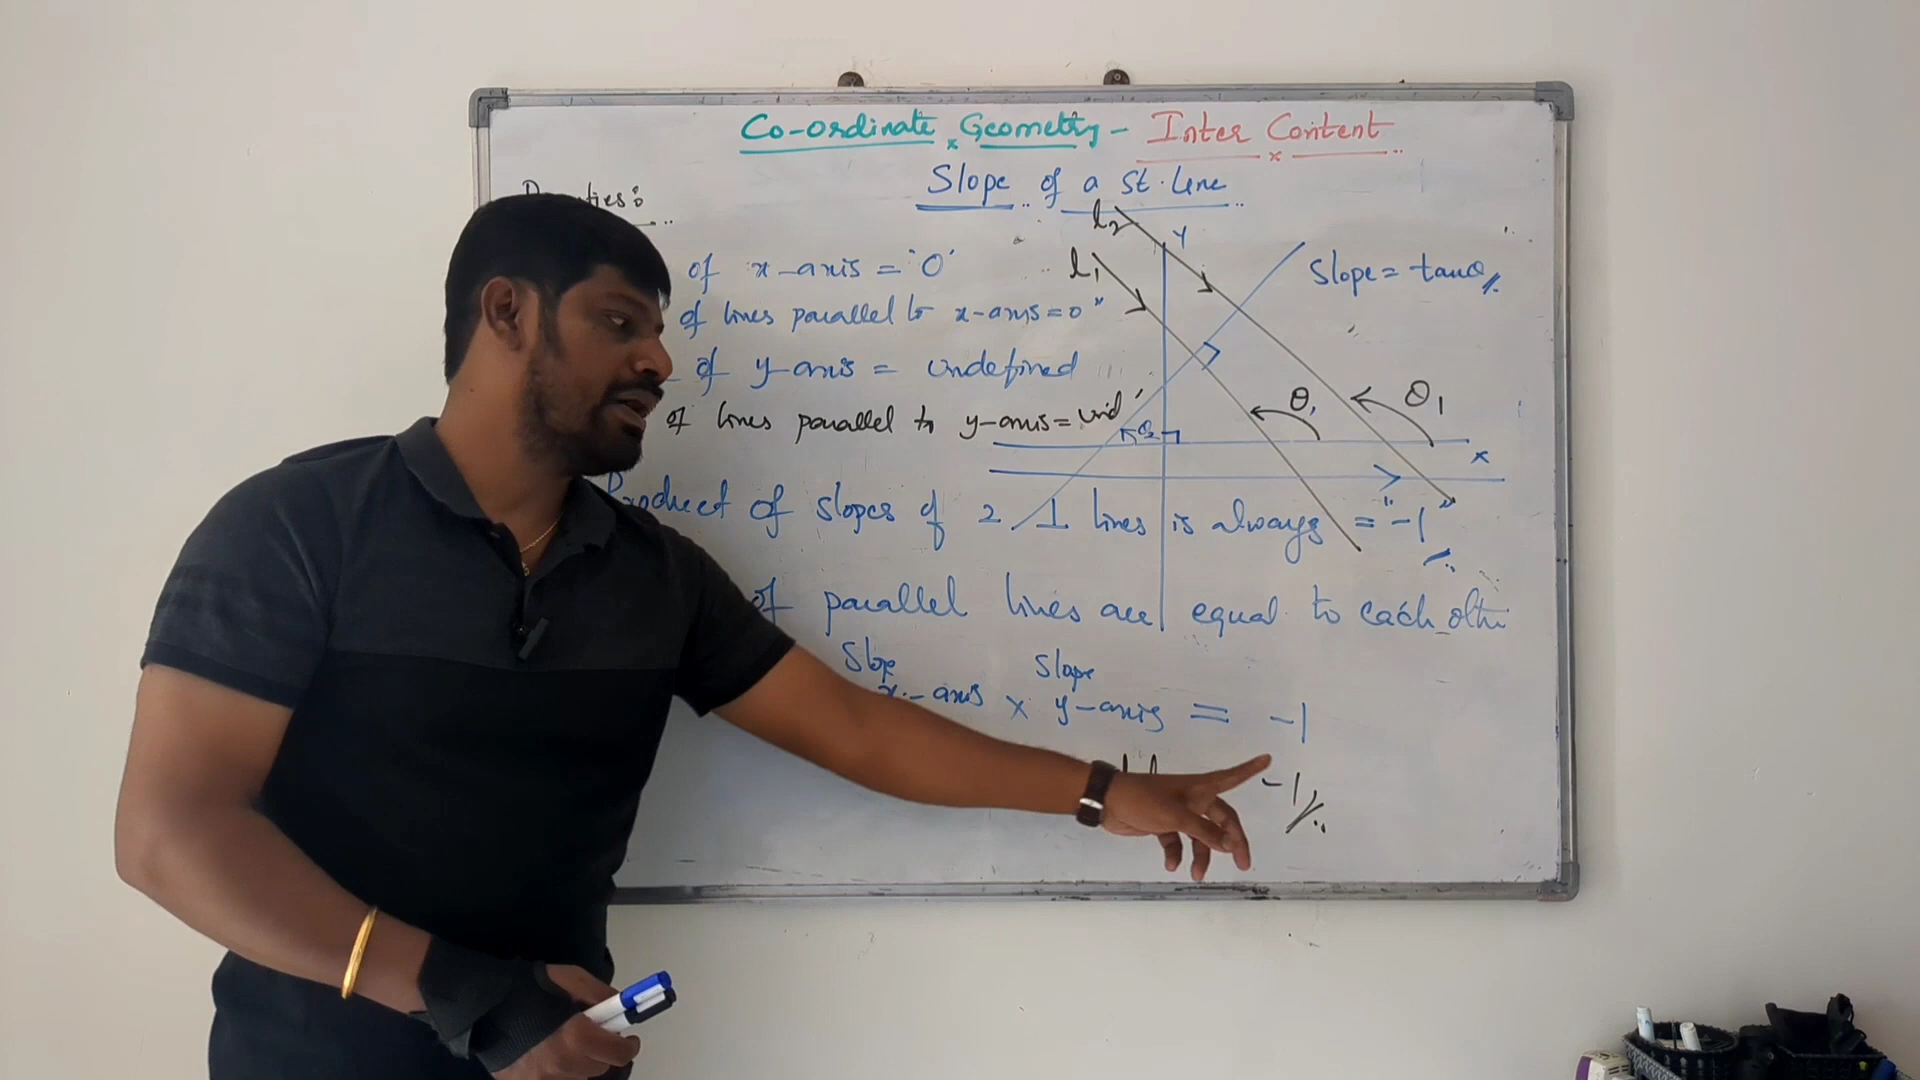 Co-ordinate Geometry - Inter Content
Slope of a st. line
of x-axis = "0"
of lines parallel to x-axis = 0"
of y-axis = undefined
of lines parallel to y-axis = und'
Product of slopes of 2 ⊥ lines is always = "-1"
of parallel lines are equal to each othe
Slope Slope
x-axis × y-axis = -1
-1
l2
Y
l1
Slope = tanθ
θ1
θ1
θ2
X